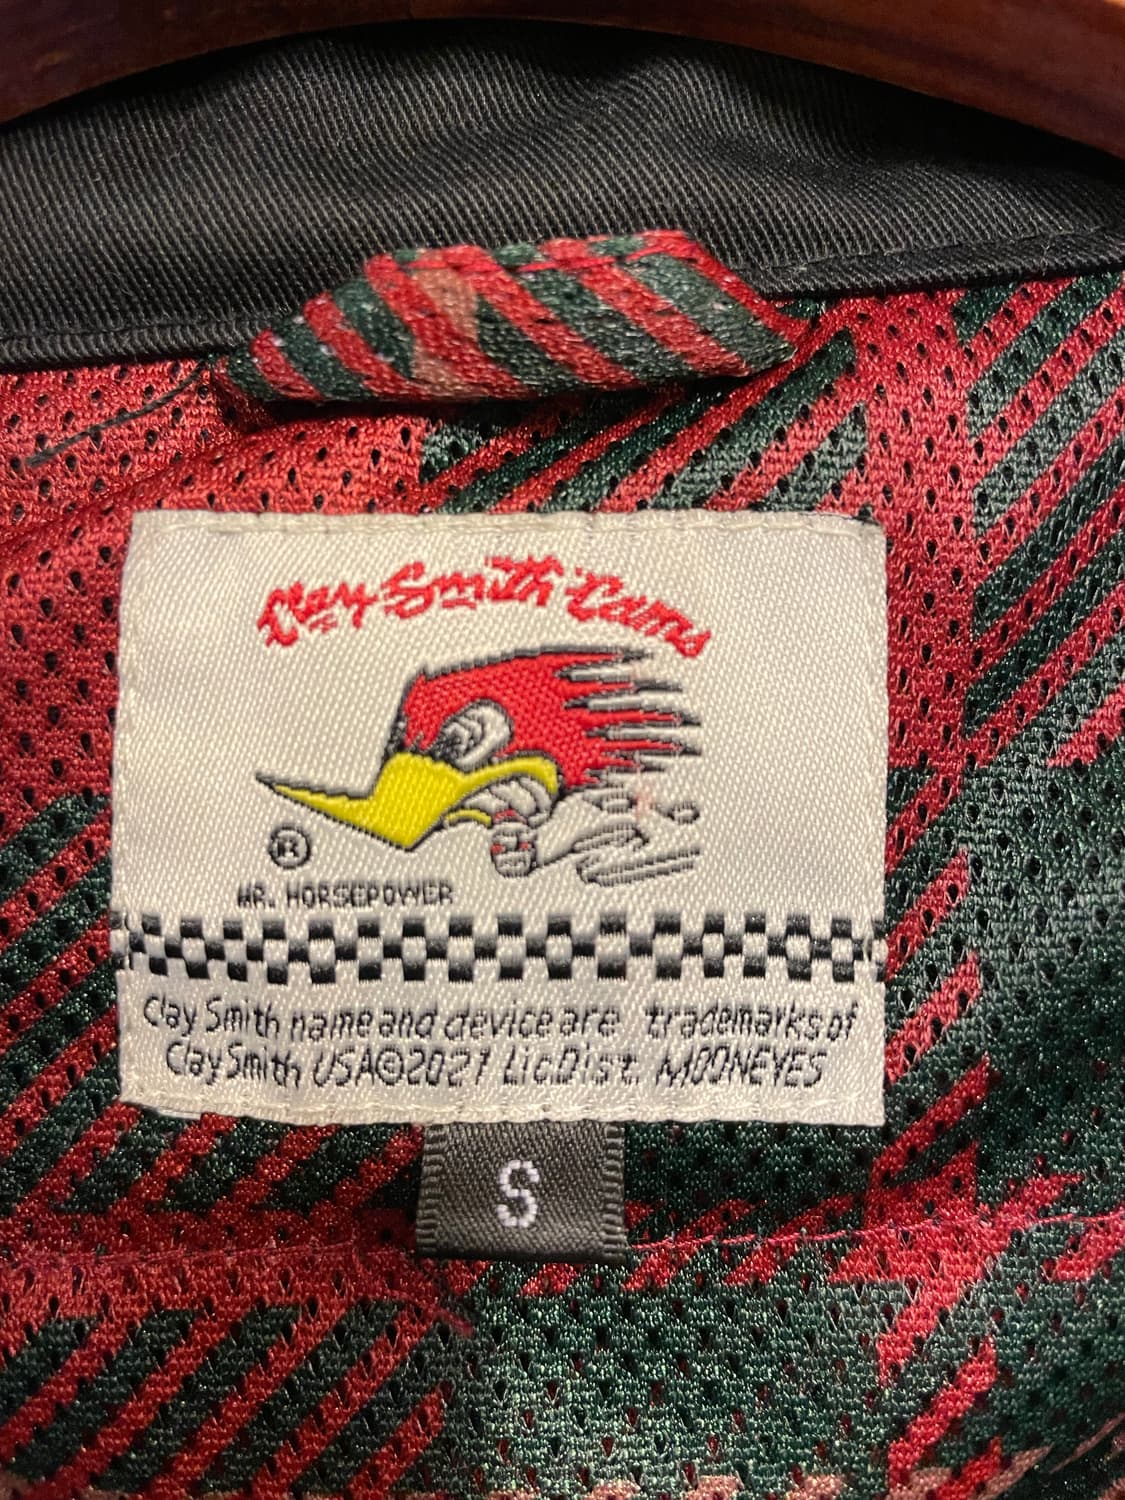 Clay Smith Cams
®
MR. HORSEPOWER
Clay Smith name and device are trademarks of
Clay Smith USA©2021 Lic.Dist. MOONEYES
S